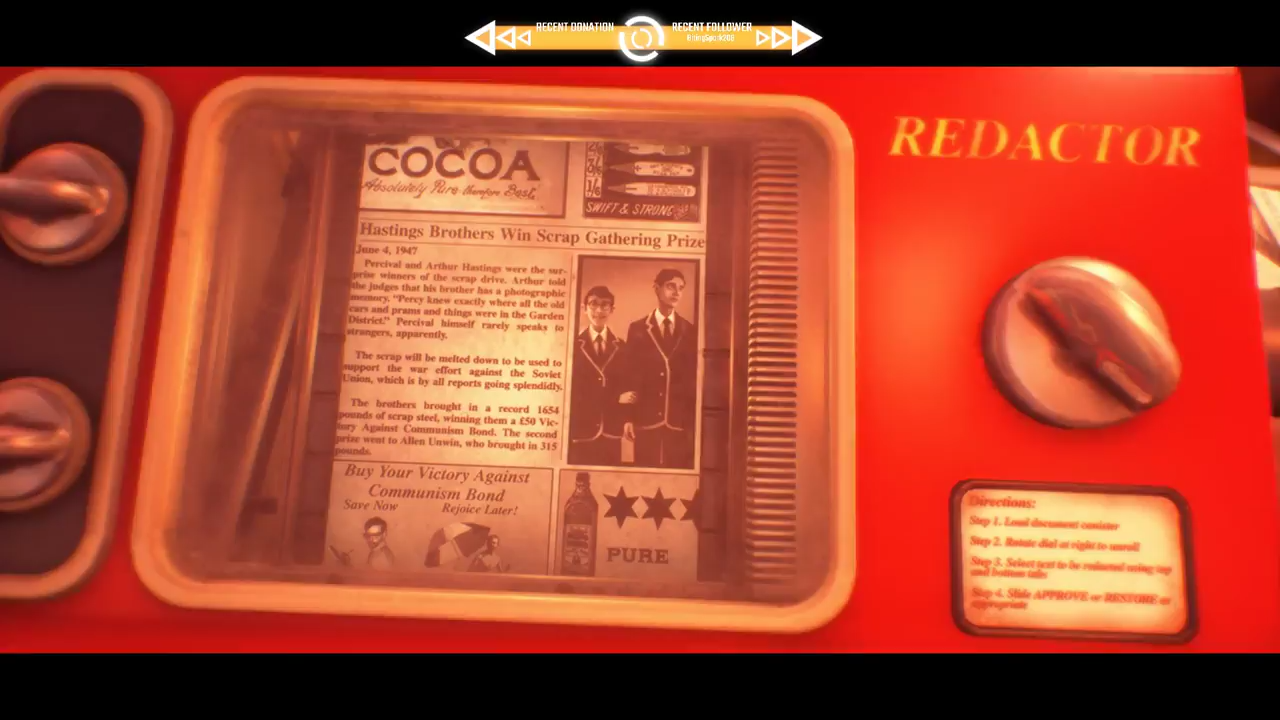 RECENT DONATION
RECENT FOLLOWER
REDACTOR
COCOA
Absolutely Pure therefore Best
SWIFT & STRONG
Hastings Brothers Win Scrap Gathering Prize
June 4, 1947
Percival and Arthur Hastings were the sur-
prise winners of the scrap drive. Arthur told
the judges that his brother has a photographic
memory. "Percy knew exactly where all the old
cars and prams and things were in the Garden
District." Percival himself rarely speaks to
strangers, apparently.
The scrap will be melted down to be used to
support the war effort against the Soviet
Union, which is by all reports going splendidly.
The brothers brought in a record 1654
pounds of scrap steel, winning them a £50 Vic-
tory Against Communism Bond. The second
prize went to Allen Unwin, who brought in 315
pounds.
Buy Your Victory Against
Communism Bond
Save Now
Rejoice Later!
PURE
Directions:
Step 1. Load document canister
Step 2. Rotate dial at right to unroll
Step 3. Select text to be redacted using top
and bottom tabs
Step 4. Slide APPROVE or RESTORE as
appropriate